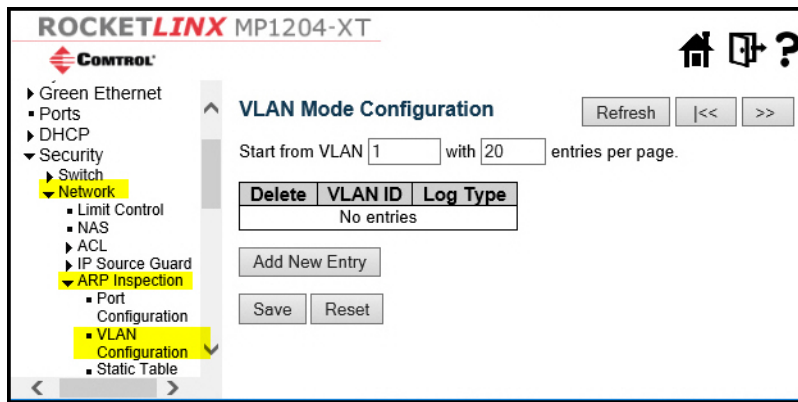 ROCKETLINX MP1204-XT
COMTROL
?
Green Ethernet
Ports
DHCP
Security
Switch
Network
Limit Control
NAS
ACL
IP Source Guard
ARP Inspection
Port
Configuration
VLAN
Configuration
Static Table
VLAN Mode Configuration
Refresh |<< >>
Start from VLAN 1 with 20 entries per page.
Delete VLAN ID Log Type
No entries
Add New Entry
Save Reset